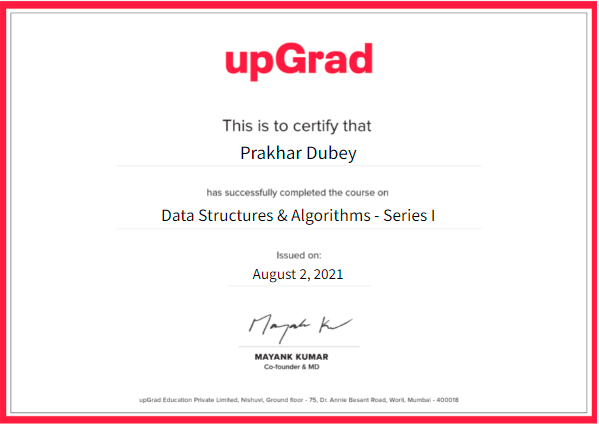 upGrad
This is to certify that
Prakhar Dubey
has successfully completed the course on
Data Structures & Algorithms - Series I
Issued on:
August 2, 2021
MAYANK KUMAR
Co-founder & MD
upGrad Education Private Limited, Nishuvi, Ground floor - 75, Dr. Annie Besant Road, Worli, Mumbai - 400018